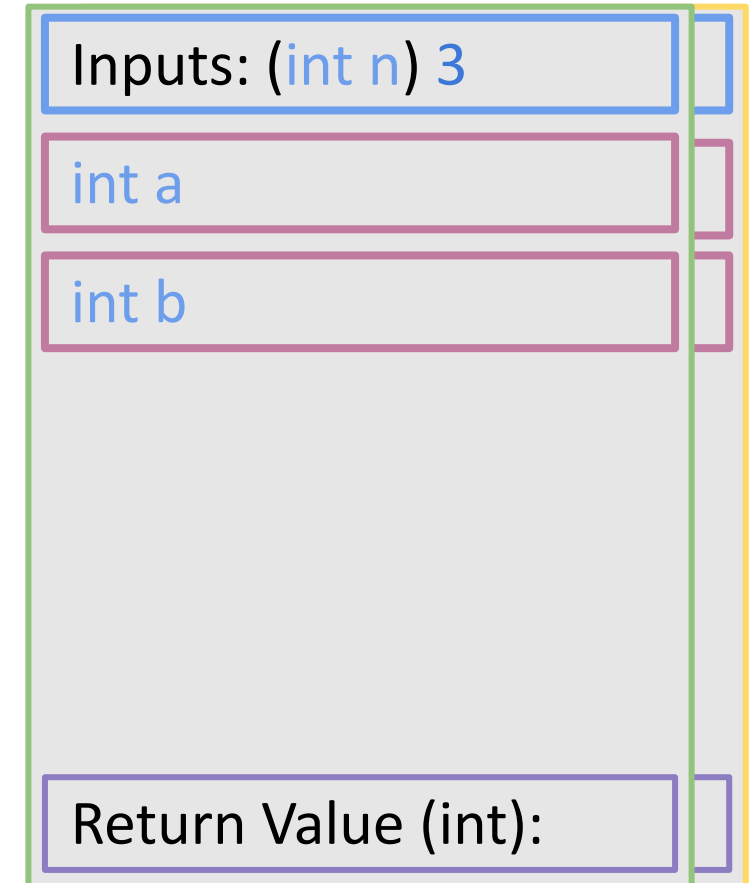 Inputs: (int n) 3
int a
int b
Return Value (int):